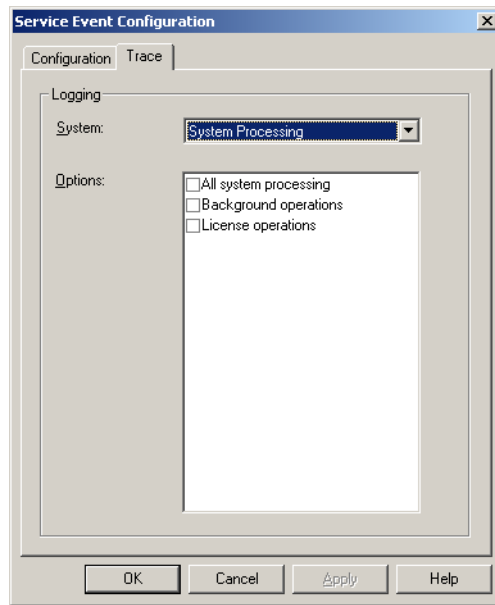 Service Event Configuration
Configuration Trace
Logging
System: System Processing
Options: All system processing
Background operations
License operations
OK Cancel Apply Help